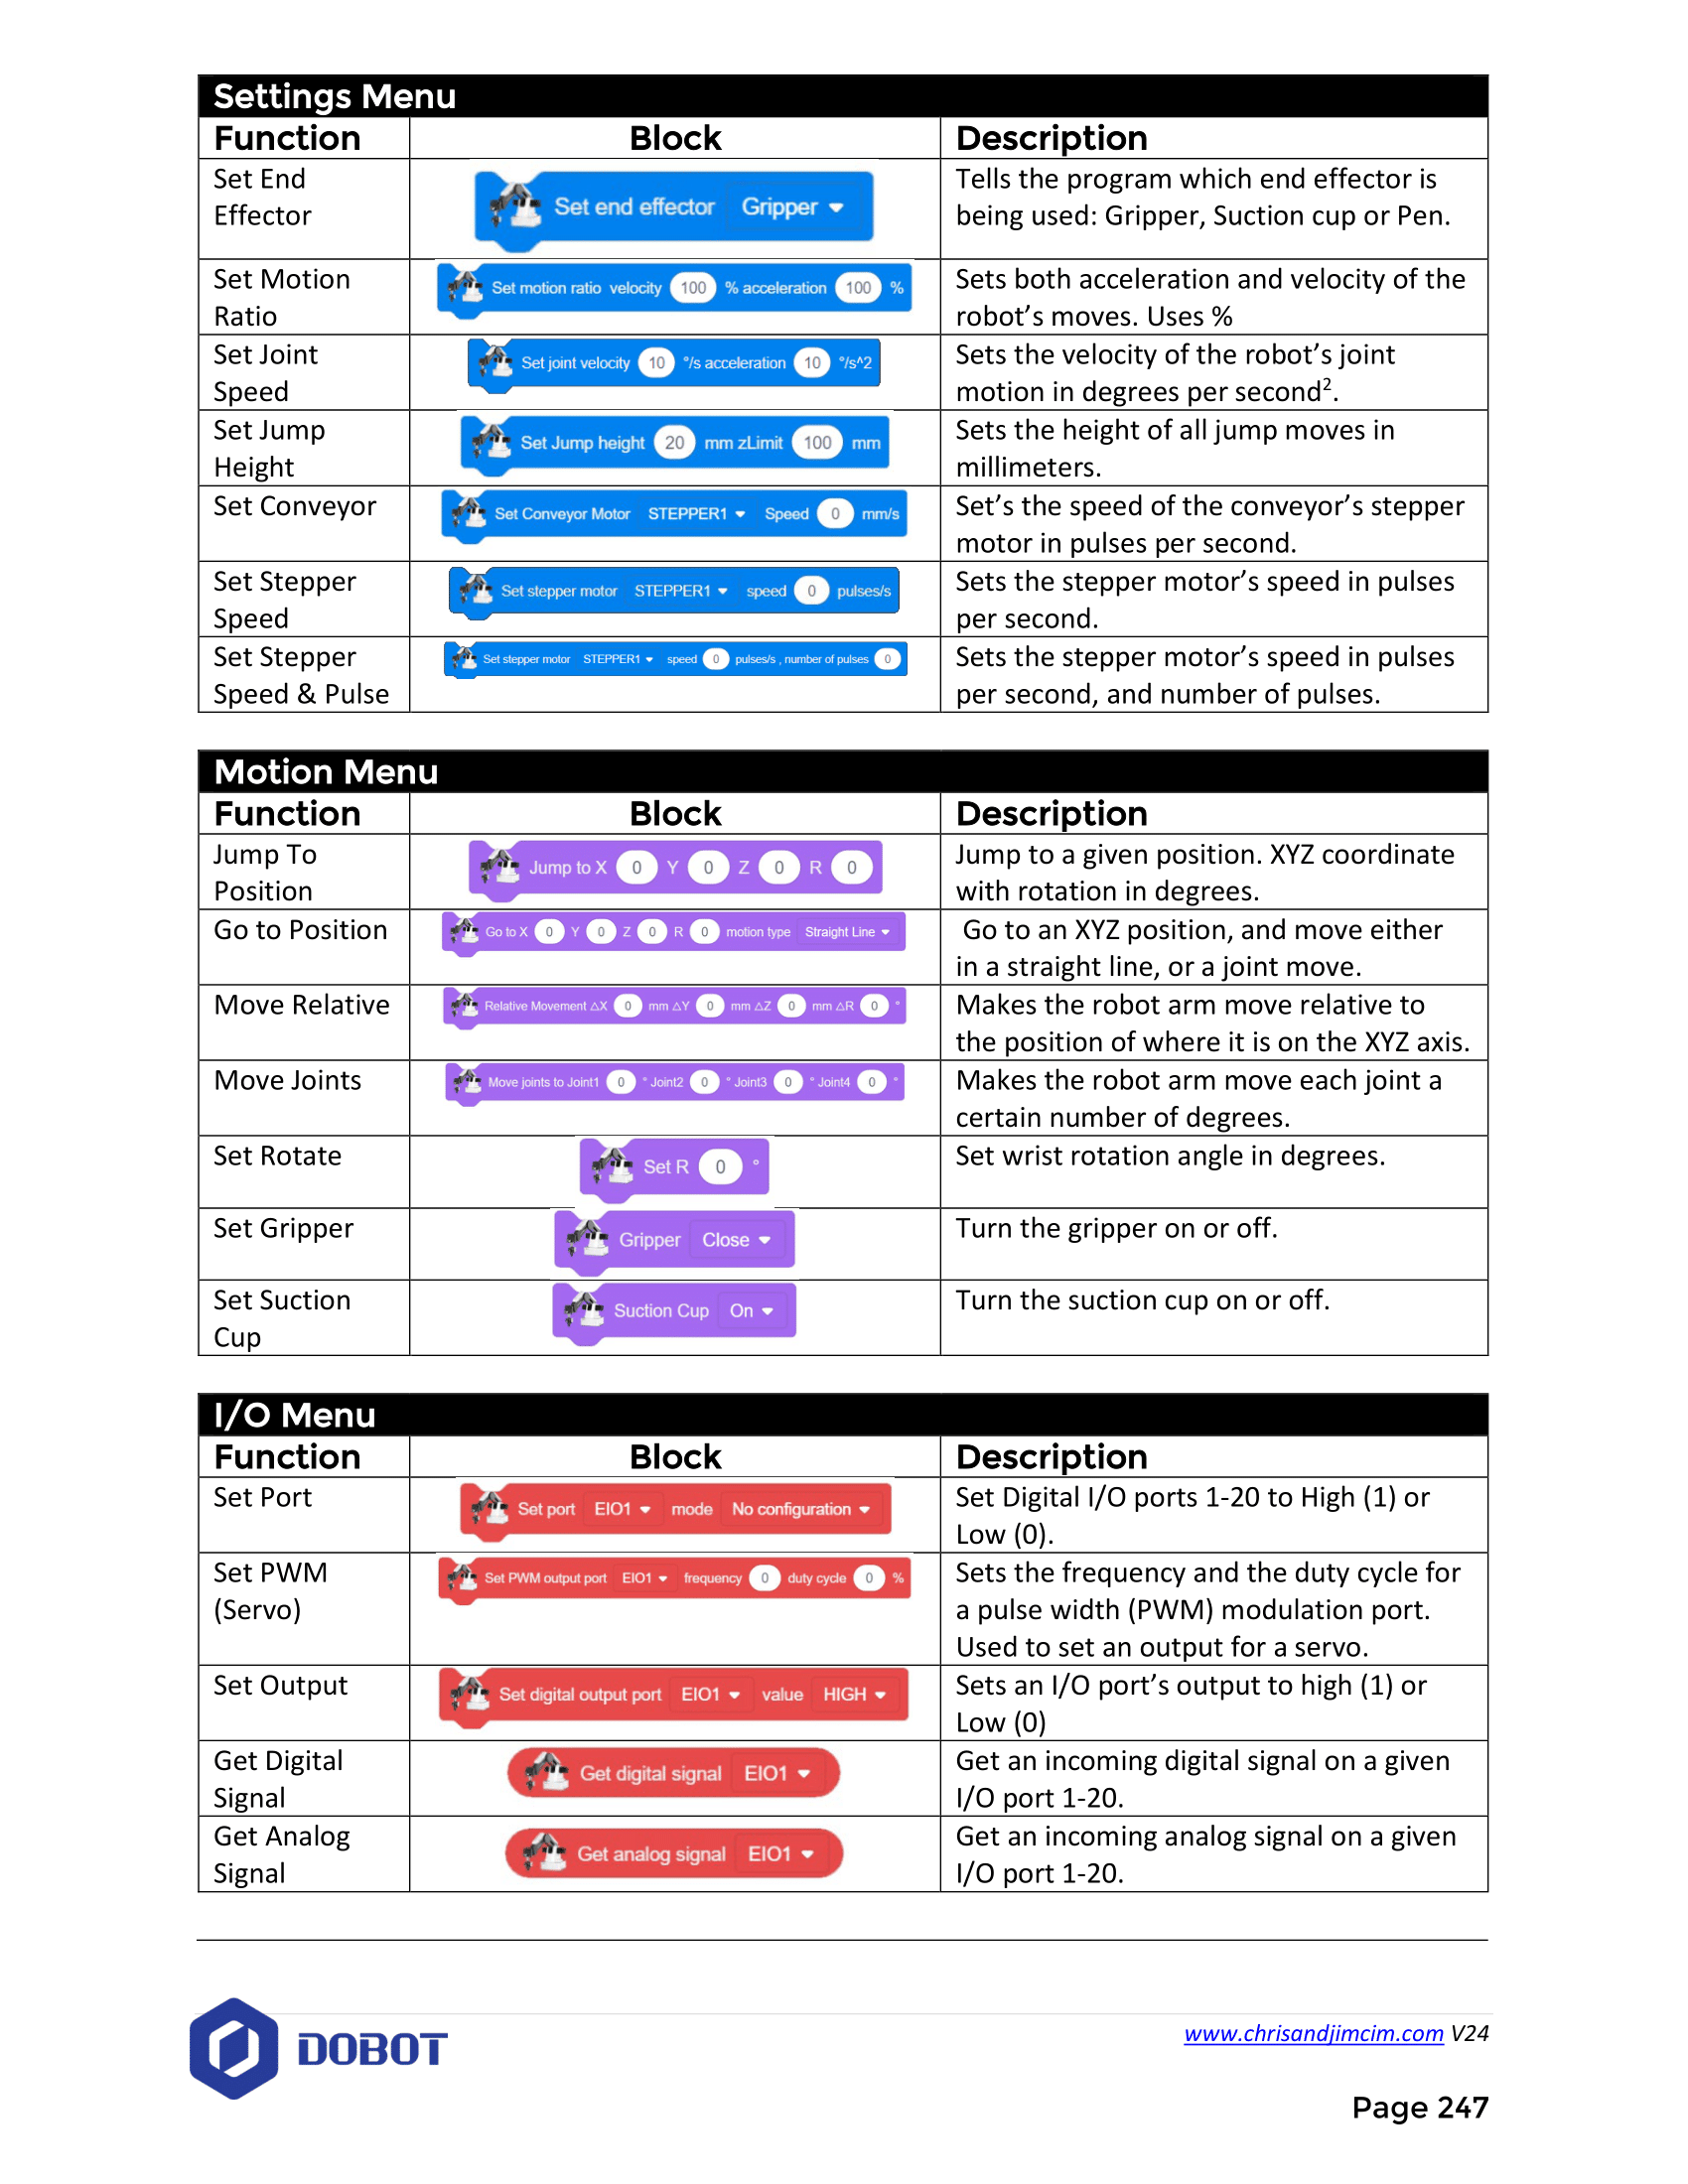 Settings Menu
Function Block Description
Set End
Effector
Set end effector Gripper
Tells the program which end effector is
being used: Gripper, Suction cup or Pen.
Set Motion
Ratio
Set motion ratio velocity 100 % acceleration 100 %
Sets both acceleration and velocity of the
robot’s moves. Uses %
Set Joint
Speed
Set joint velocity 10 °/s acceleration 10 °/s^2
Sets the velocity of the robot’s joint
motion in degrees per second².
Set Jump
Height
Set Jump height 20 mm zLimit 100 mm
Sets the height of all jump moves in
millimeters.
Set Conveyor
Set Conveyor Motor STEPPER1 Speed 0 mm/s
Set’s the speed of the conveyor’s stepper
motor in pulses per second.
Set Stepper
Speed
Set stepper motor STEPPER1 speed 0 pulses/s
Sets the stepper motor’s speed in pulses
per second.
Set Stepper
Speed & Pulse
Set stepper motor STEPPER1 speed 0 pulses/s , number of pulses 0
Sets the stepper motor’s speed in pulses
per second, and number of pulses.
Motion Menu
Function Block Description
Jump To
Position
Jump to X 0 Y 0 Z 0 R 0
Jump to a given position. XYZ coordinate
with rotation in degrees.
Go to Position
Go to X 0 Y 0 Z 0 R 0 motion type Straight Line
Go to an XYZ position, and move either
in a straight line, or a joint move.
Move Relative
Relative Movement △X 0 mm △Y 0 mm △Z 0 mm △R 0 °
Makes the robot arm move relative to
the position of where it is on the XYZ axis.
Move Joints
Move joints to Joint1 0 ° Joint2 0 ° Joint3 0 ° Joint4 0 °
Makes the robot arm move each joint a
certain number of degrees.
Set Rotate
Set R 0 °
Set wrist rotation angle in degrees.
Set Gripper
Gripper Close
Turn the gripper on or off.
Set Suction
Cup
Suction Cup On
Turn the suction cup on or off.
I/O Menu
Function Block Description
Set Port
Set port EIO1 mode No configuration
Set Digital I/O ports 1-20 to High (1) or
Low (0).
Set PWM
(Servo)
Set PWM output port EIO1 frequency 0 duty cycle 0 %
Sets the frequency and the duty cycle for
a pulse width (PWM) modulation port.
Used to set an output for a servo.
Set Output
Set digital output port EIO1 value HIGH
Sets an I/O port’s output to high (1) or
Low (0)
Get Digital
Signal
Get digital signal EIO1
Get an incoming digital signal on a given
I/O port 1-20.
Get Analog
Signal
Get analog signal EIO1
Get an incoming analog signal on a given
I/O port 1-20.
DOBOT
www.chrisandjimcim.com V24
Page 247